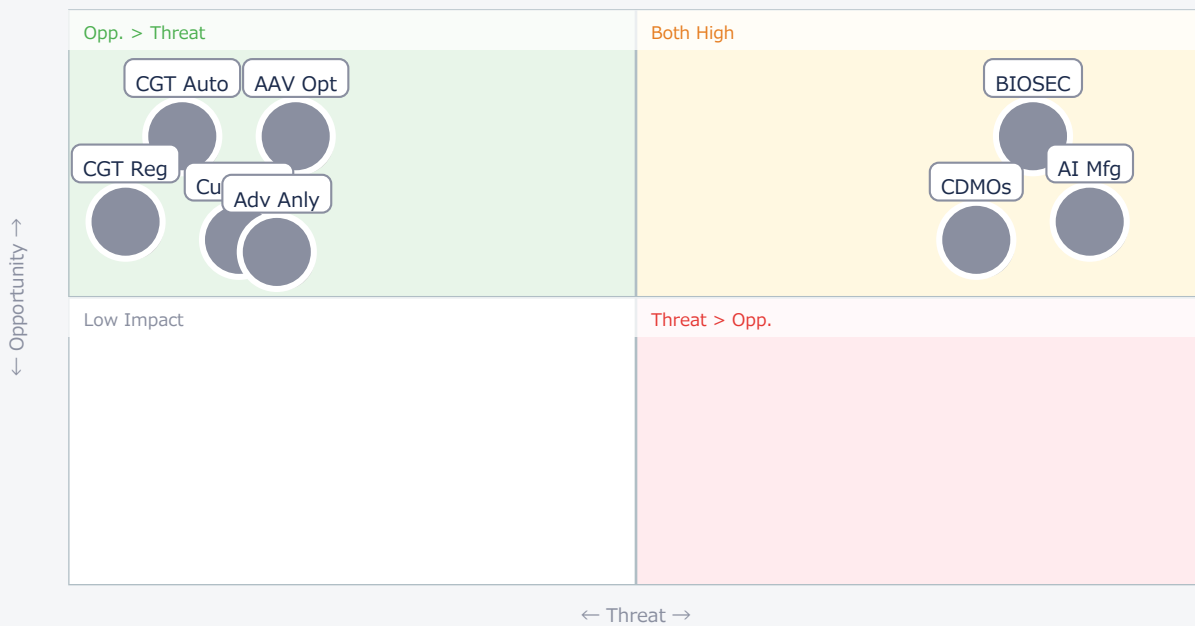 Opp. > Threat
Both High
CGT Auto
AAV Opt
BIOSEC
CGT Reg
Adv Anly
CDMOs
AI Mfg
← Opportunity →
Low Impact
Threat > Opp.
← Threat →